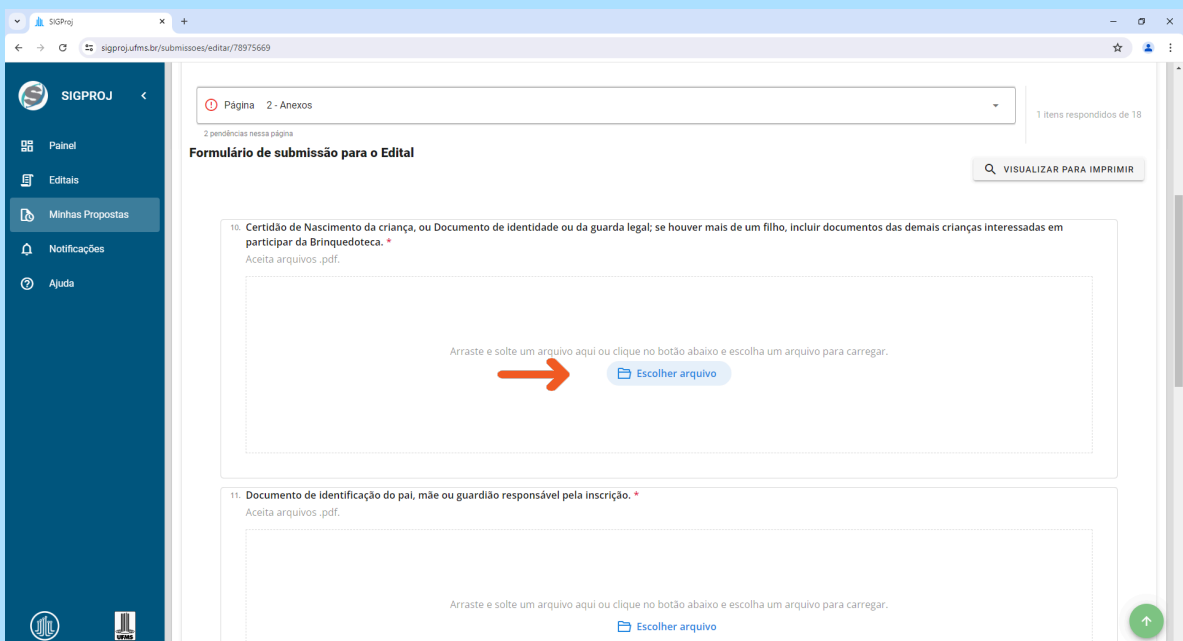 SIGProj
sigproj.ufms.br/submissoes/editar/78975669
SIGPROJ
Painel
Editais
Minhas Propostas
Notificações
Ajuda
UFMS
Página 2 - Anexos
1 itens respondidos de 18
2 pendências nessa página
Formulário de submissão para o Edital
VISUALIZAR PARA IMPRIMIR
10. Certidão de Nascimento da criança, ou Documento de identidade ou da guarda legal; se houver mais de um filho, incluir documentos das demais crianças interessadas em
participar da Brinquedoteca. *
Aceita arquivos .pdf.
Arraste e solte um arquivo aqui ou clique no botão abaixo e escolha um arquivo para carregar.
Escolher arquivo
11. Documento de identificação do pai, mãe ou guardião responsável pela inscrição. *
Aceita arquivos .pdf.
Arraste e solte um arquivo aqui ou clique no botão abaixo e escolha um arquivo para carregar.
Escolher arquivo